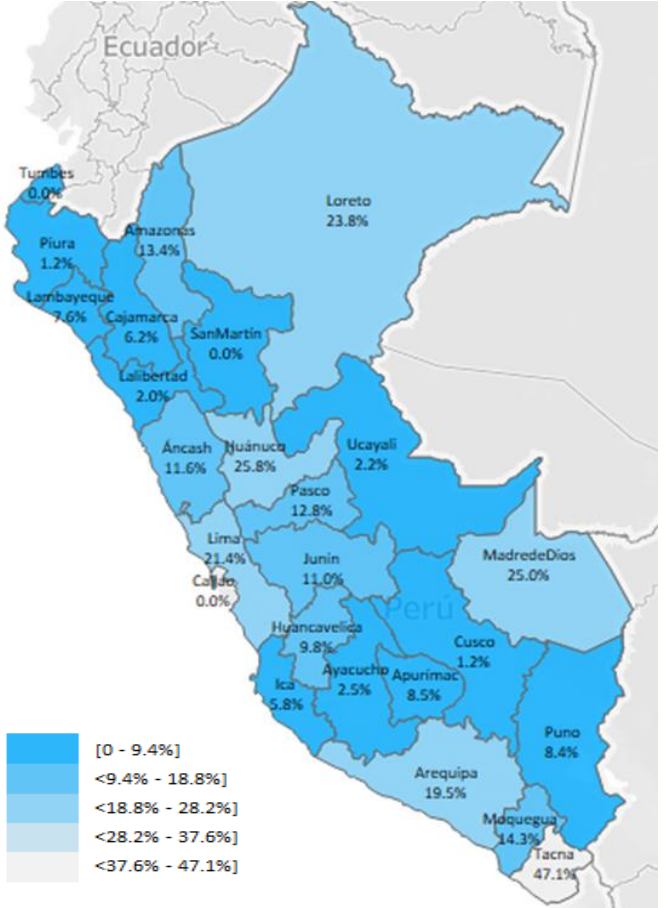 Ecuador
Tumbes
0.0%
Loreto
23.8%
Amazonas
13.4%
Piura
1.2%
Lambayeque
7.6%
Cajamarca
6.2%
SanMartín
0.0%
Lalibertad
2.0%
Áncash
11.6%
Huánuco
25.8%
Ucayali
2.2%
Pasco
12.8%
Lima
21.4%
Junín
11.0%
MadredeDios
25.0%
Callao
0.0%
Perú
Huancavelica
9.8%
Cusco
1.2%
Ayacucho
2.5%
Apurímac
8.5%
Ica
5.8%
Puno
8.4%
Arequipa
19.5%
Moquegua
14.3%
Tacna
47.1%
[0 - 9.4%]
<9.4% - 18.8%]
<18.8% - 28.2%]
<28.2% - 37.6%]
<37.6% - 47.1%]